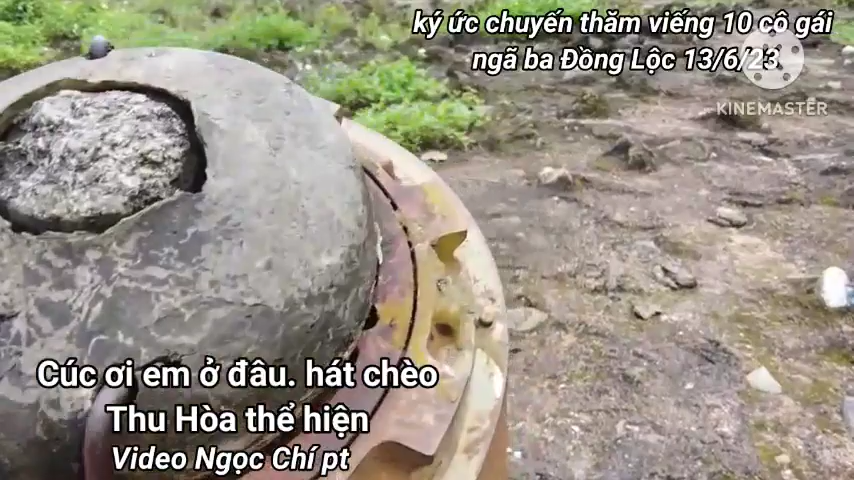 ký ức chuyến thăm viếng 10 cô gái
ngã ba Đồng Lộc 13/6/23
KINEMASTER
Cúc ơi em ở đâu. hát chèo
Thu Hòa thể hiện
Video Ngọc Chí pt